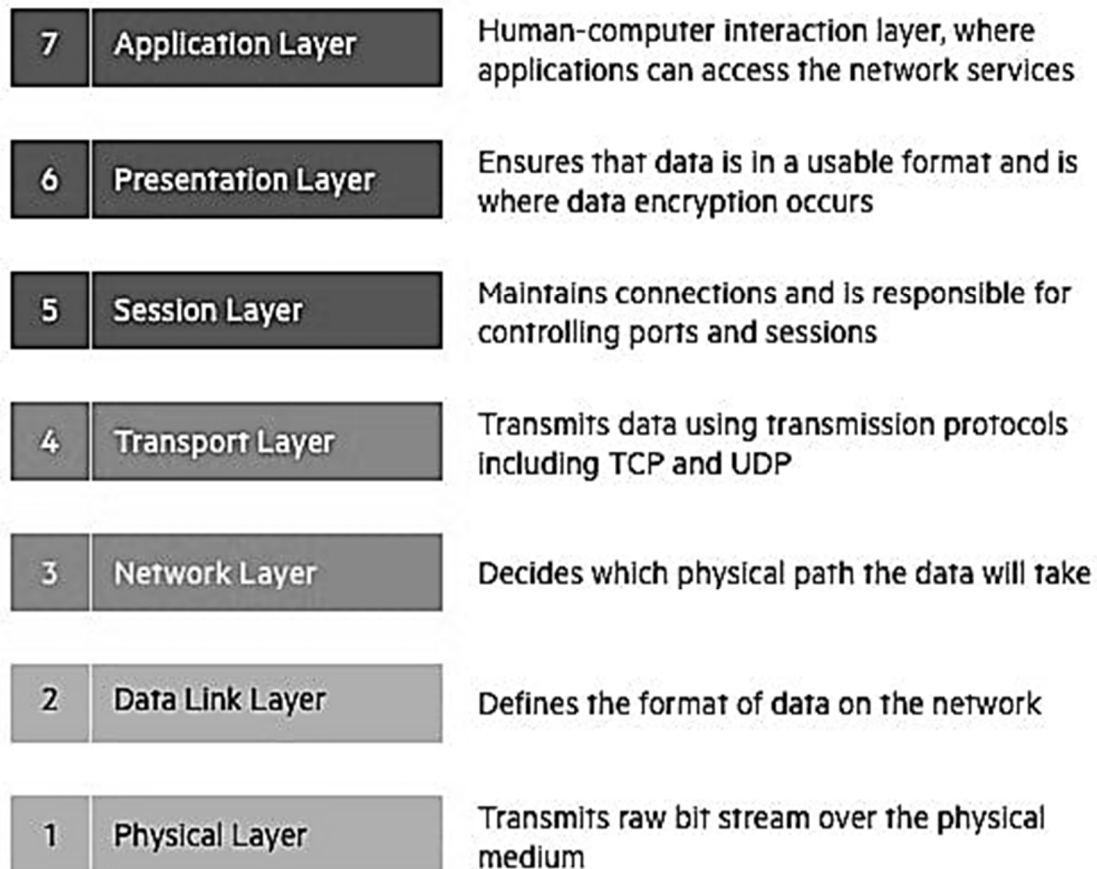 7 Application Layer
Human-computer interaction layer, where
applications can access the network services
6 Presentation Layer
Ensures that data is in a usable format and is
where data encryption occurs
5 Session Layer
Maintains connections and is responsible for
controlling ports and sessions
4 Transport Layer
Transmits data using transmission protocols
including TCP and UDP
3 Network Layer
Decides which physical path the data will take
2 Data Link Layer
Defines the format of data on the network
1 Physical Layer
Transmits raw bit stream over the physical
medium